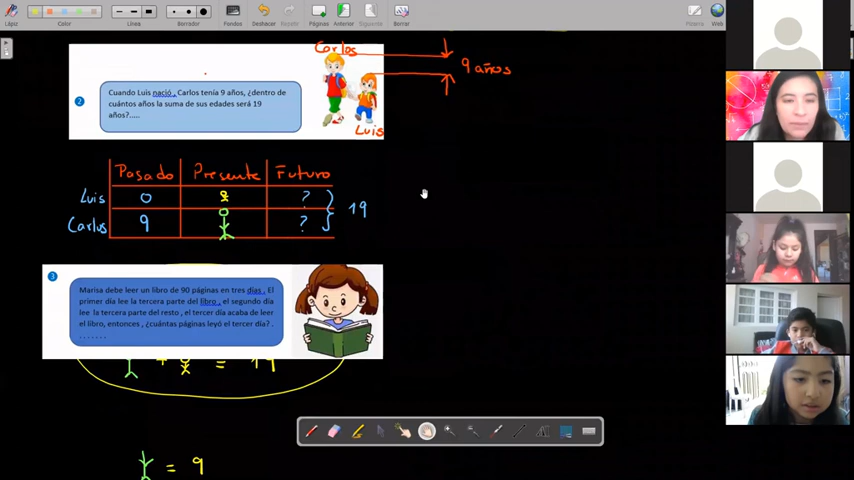 Lápiz
Color
Línea
Borrador
Fondos
Deshacer
Repetir
Páginas
Anterior
Siguiente
Borrar
Puntero
Web
Carlos
9 años
2
Cuando Luis nació , Carlos tenía 9 años, ¿dentro de
cuántos años la suma de sus edades será 19
años?.....
Luis
Pasado Presente Futuro
Luis 0 ?
19
Carlos 9 ?
3
Marisa debe leer un libro de 90 páginas en tres días . El
primer día lee la tercera parte del libro , el segundo día
lee la tercera parte del resto , el tercer día acaba de leer
el libro, entonces , ¿cuántas páginas leyó el tercer día?.
. . . . . . .
+ = 19
= 9